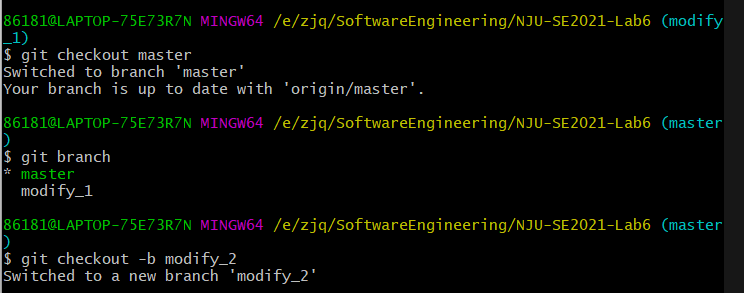 86181@LAPTOP-75E73R7N MINGW64 /e/zjq/SoftwareEngineering/NJU-SE2021-Lab6 (modify
_1)
$ git checkout master
Switched to branch 'master'
Your branch is up to date with 'origin/master'.
86181@LAPTOP-75E73R7N MINGW64 /e/zjq/SoftwareEngineering/NJU-SE2021-Lab6 (master
)
$ git branch
* master
  modify_1
86181@LAPTOP-75E73R7N MINGW64 /e/zjq/SoftwareEngineering/NJU-SE2021-Lab6 (master
)
$ git checkout -b modify_2
Switched to a new branch 'modify_2'